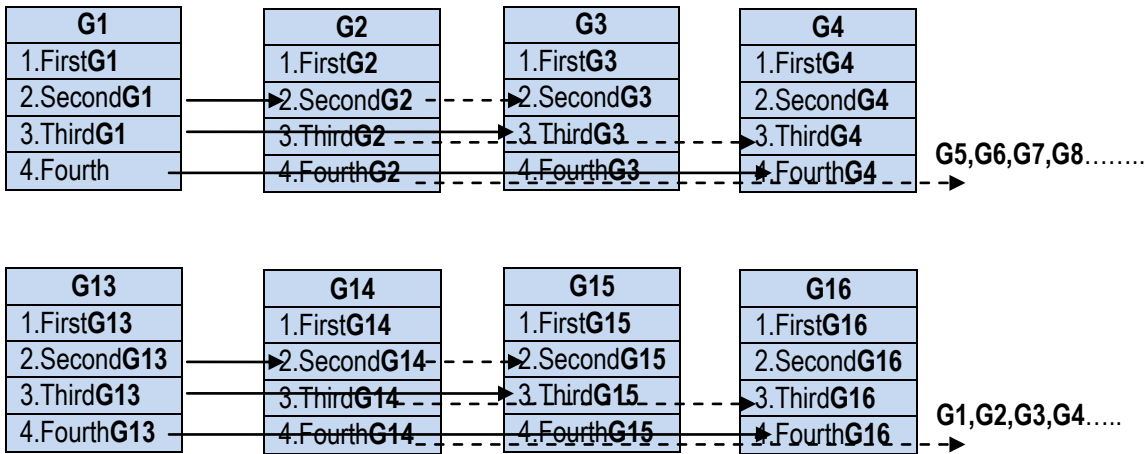 G1 G2 G3 G4
1.FirstG1 1.FirstG2 1.FirstG3 1.FirstG4
2.SecondG1 2.SecondG2 2.SecondG3 2.SecondG4
3.ThirdG1 3.ThirdG2 3.ThirdG3 3.ThirdG4
4.Fourth 4.FourthG2 4.FourthG3 4.FourthG4
G5,G6,G7,G8……..
G13 G14 G15 G16
1.FirstG13 1.FirstG14 1.FirstG15 1.FirstG16
2.SecondG13 2.SecondG14 2.SecondG15 2.SecondG16
3.ThirdG13 3.ThirdG14 3.ThirdG15 3.ThirdG16
4.FourthG13 4.FourthG14 4.FourthG15 4.FourthG16
G1,G2,G3,G4…..